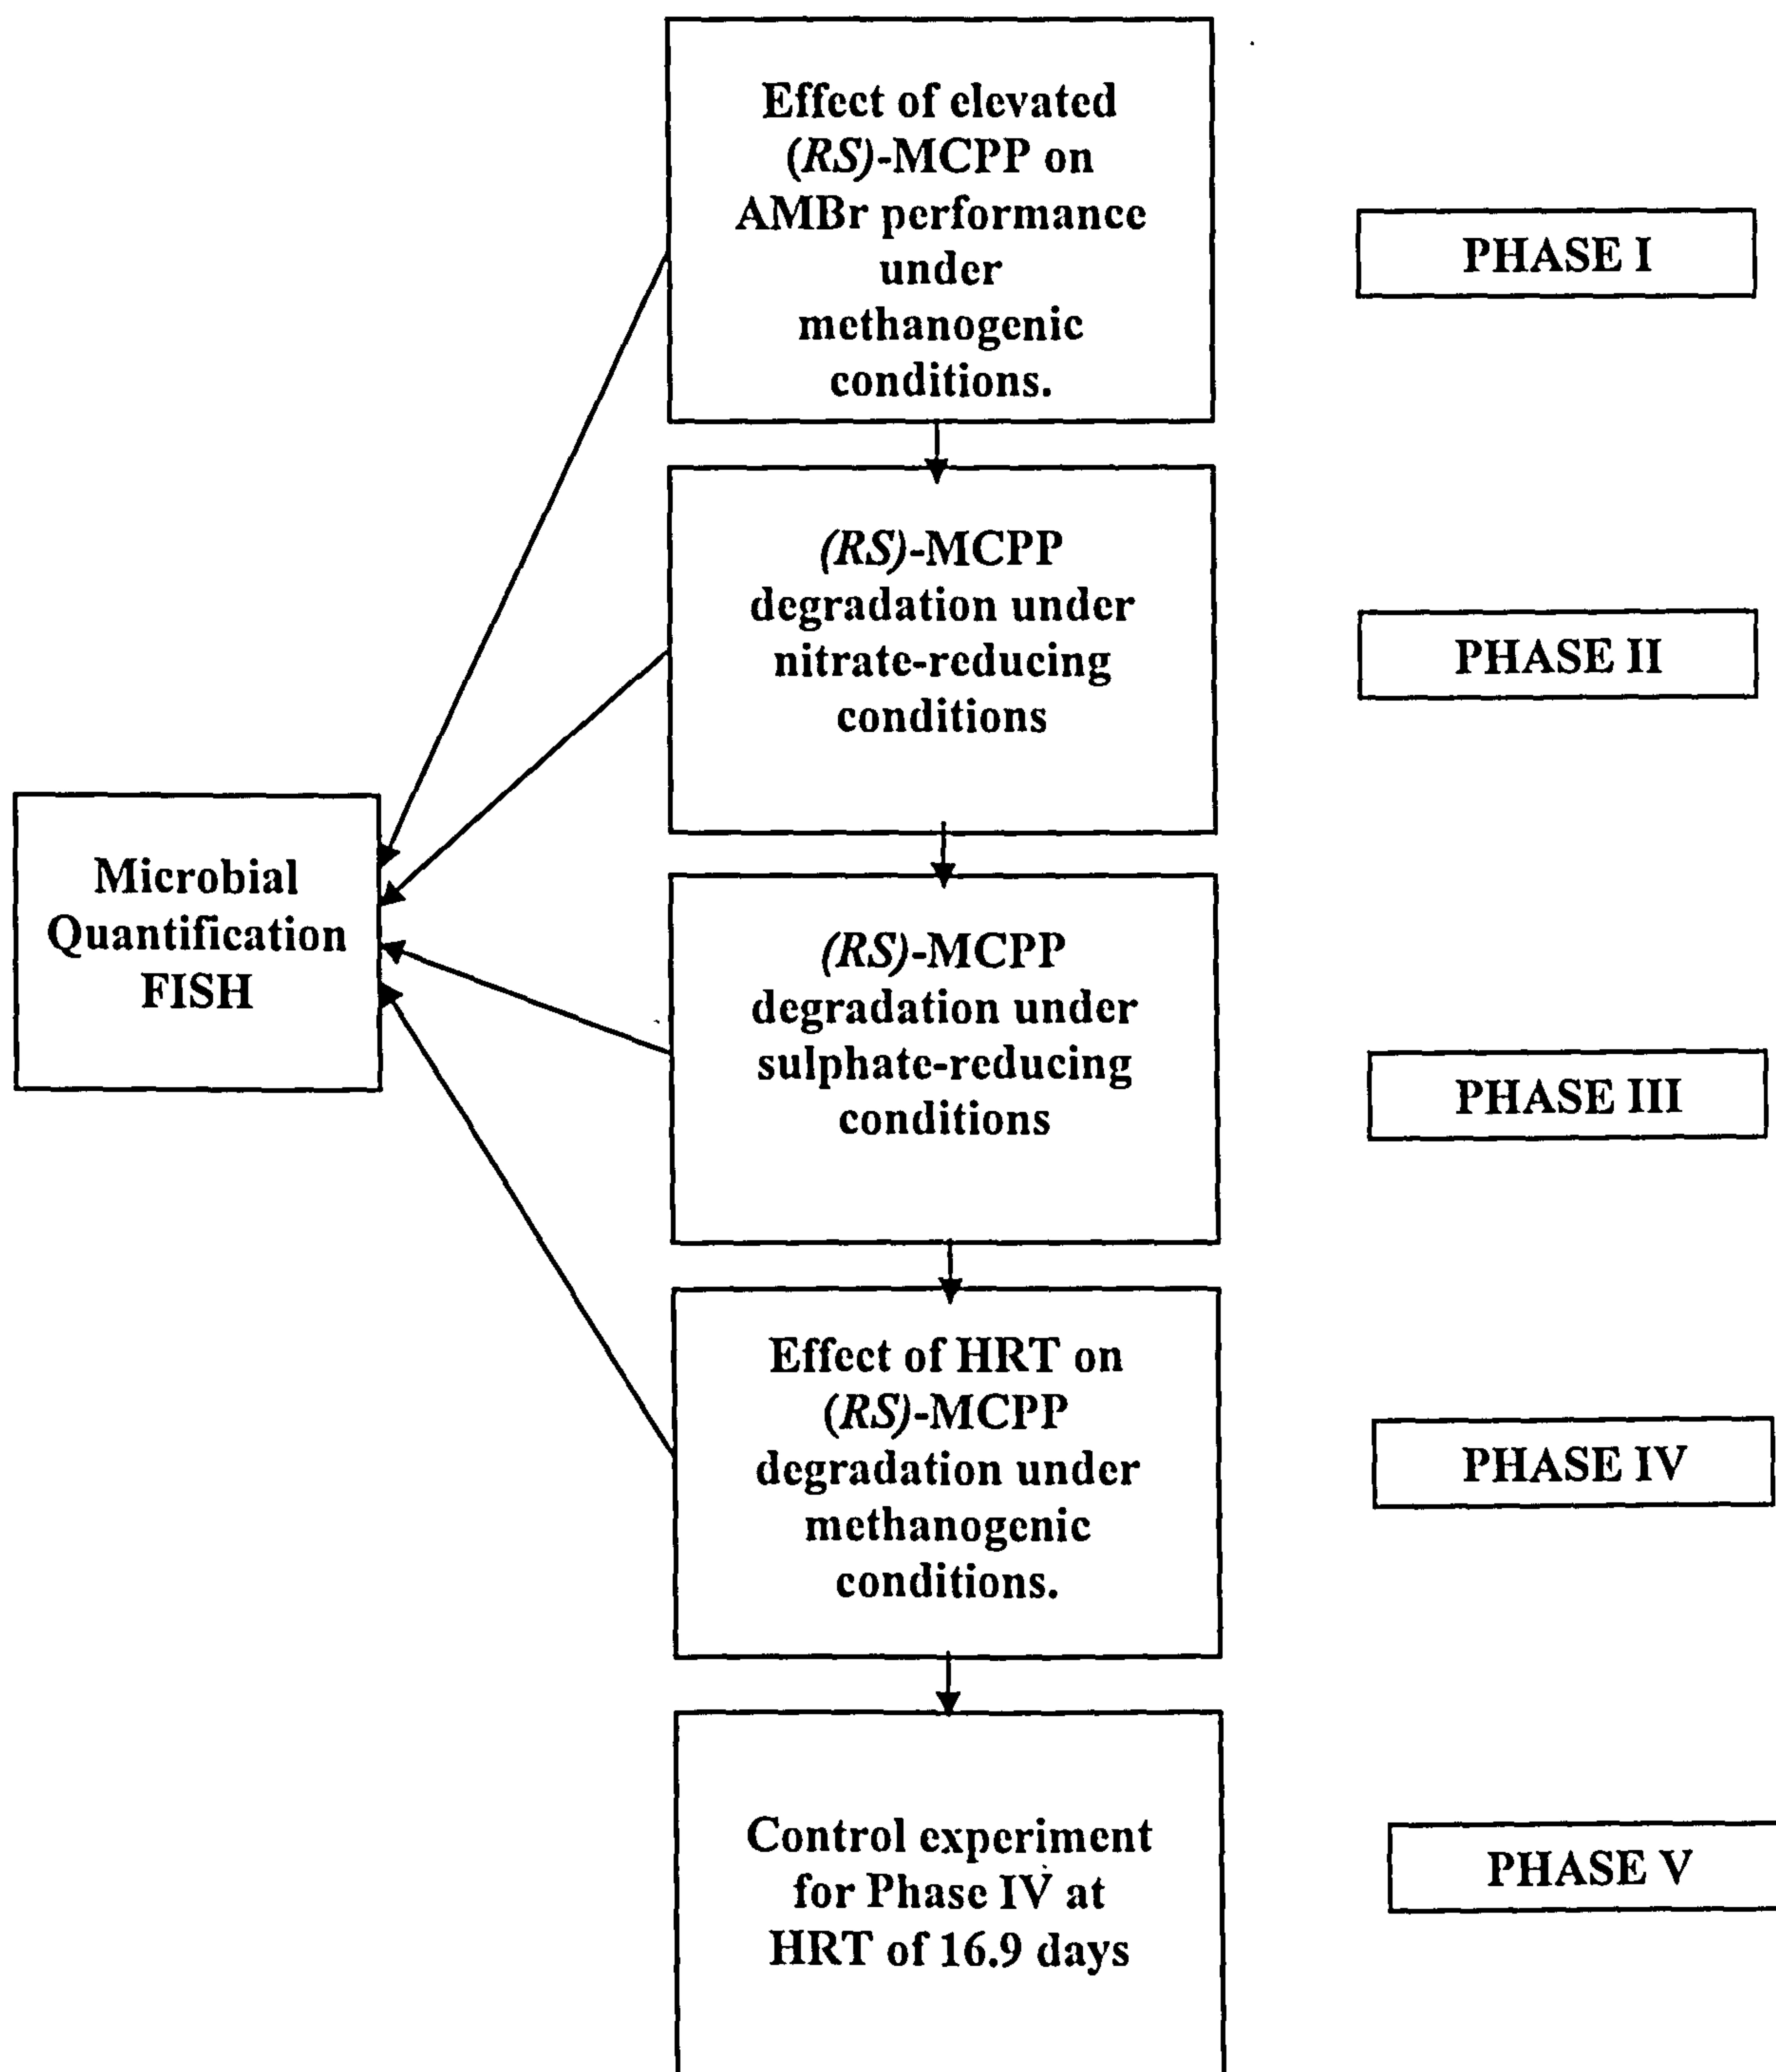 Effect of elevated
(RS)-MCPP on
AMBr performance
under
methanogenic
conditions.
PHASE I
(RS)-MCPP
degradation under
nitrate-reducing
conditions
PHASE II
Microbial
Quantification
FISH
(RS)-MCPP
degradation under
sulphate-reducing
conditions
PHASE III
Effect of HRT on
(RS)-MCPP
degradation under
methanogenic
conditions.
PHASE IV
Control experiment
for Phase IV at
HRT of 16.9 days
PHASE V